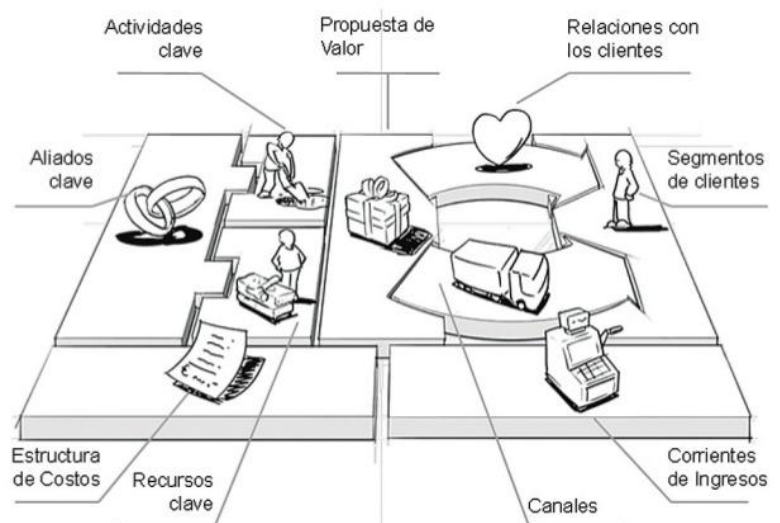 Actividades
clave
Propuesta de
Valor
Relaciones con
los clientes
Aliados
clave
Segmentos
de clientes
Estructura
de Costos
Recursos
clave
Canales
Corrientes
de Ingresos